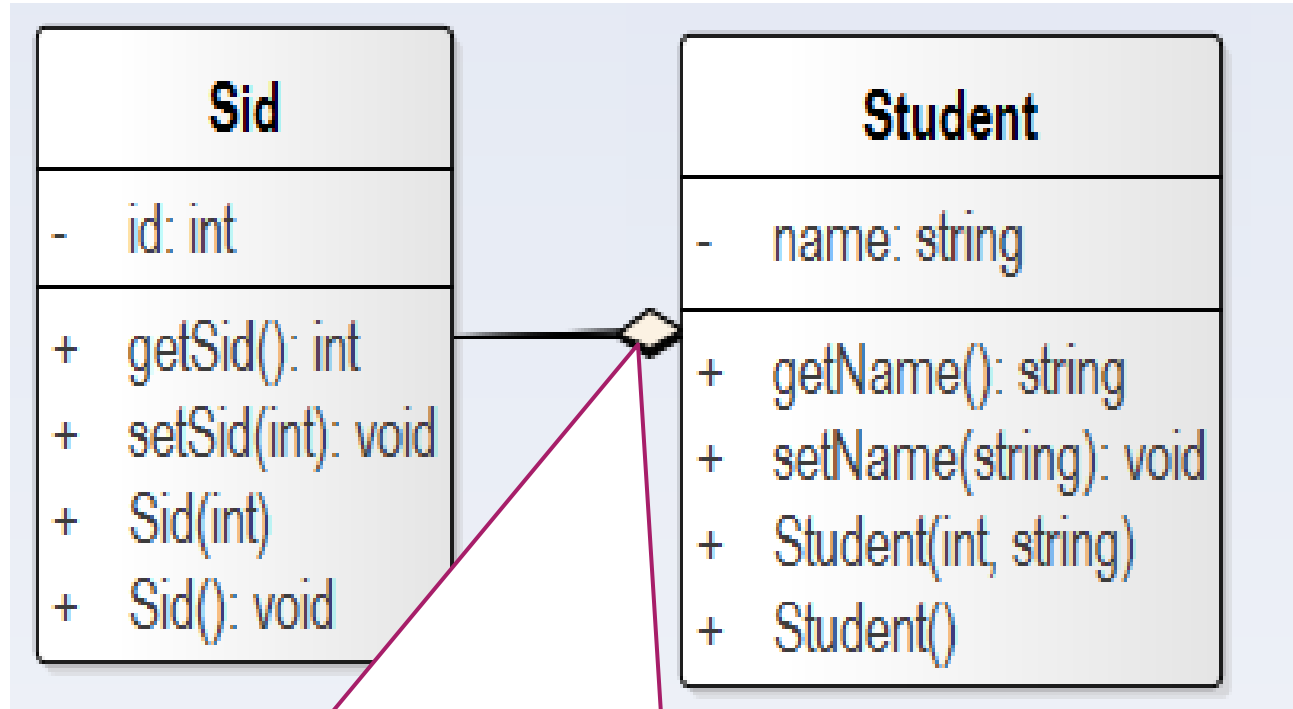 Sid
- id: int
+ getSid(): int
+ setSid(int): void
+ Sid(int)
+ Sid(): void
Student
- name: string
+ getName(): string
+ setName(string): void
+ Student(int, string)
+ Student()